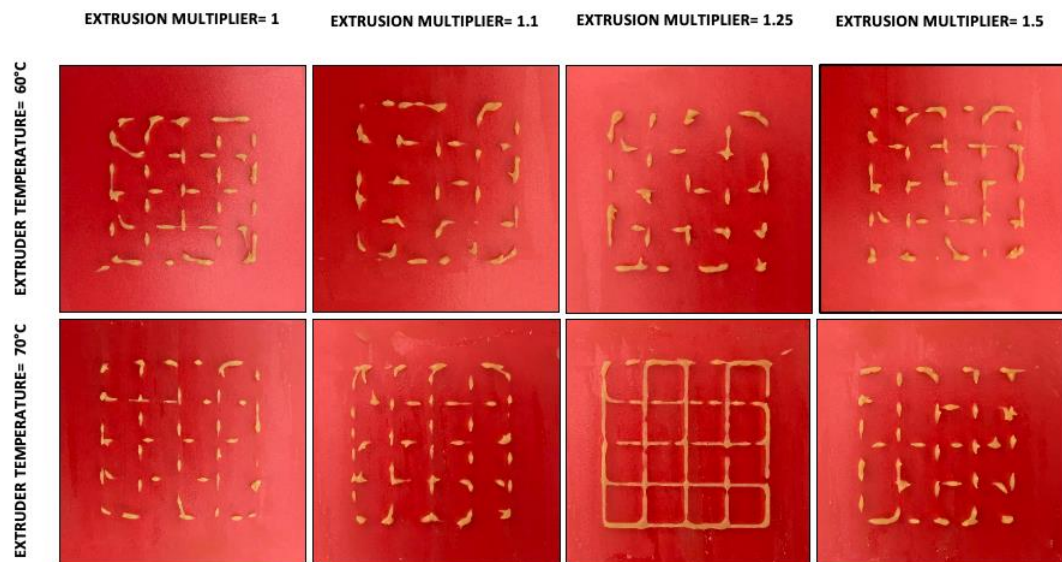 EXTRUSION MULTIPLIER= 1
EXTRUSION MULTIPLIER= 1.1
EXTRUSION MULTIPLIER= 1.25
EXTRUSION MULTIPLIER= 1.5
EXTRUDER TEMPERATURE= 60°C
EXTRUDER TEMPERATURE= 70°C